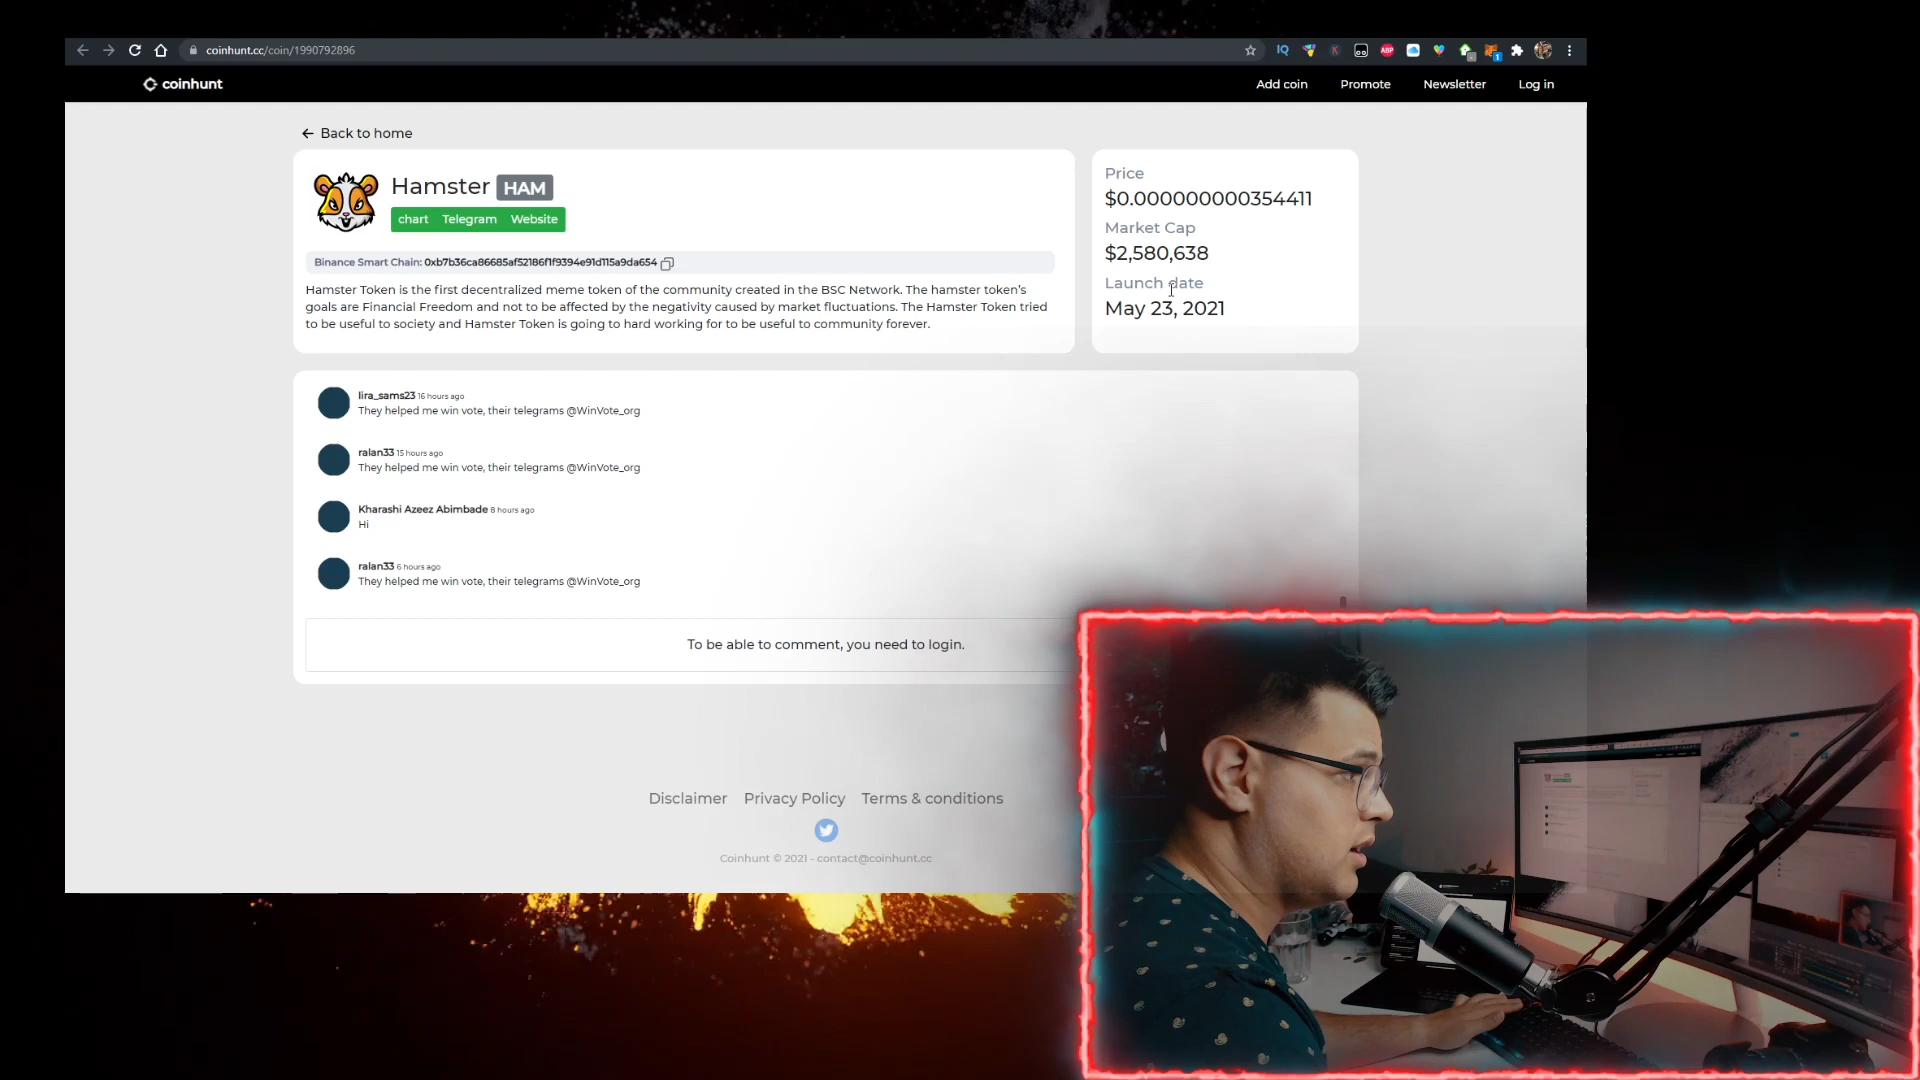 coinhunt.cc/coin/1990792896
coinhunt
Add coin Promote Newsletter Log in
← Back to home
Hamster HAM
chart Telegram Website
Binance Smart Chain: 0xb7b36ca86685af52186f1f9394e91d115a9da654
Hamster Token is the first decentralized meme token of the community created in the BSC Network. The hamster token's
goals are Financial Freedom and not to be affected by the negativity caused by market fluctuations. The Hamster Token tried
to be useful to society and Hamster Token is going to hard working for to be useful to community forever.
Price
$0.000000000354411
Market Cap
$2,580,638
Launch date
May 23, 2021
lira_sams23 16 hours ago
They helped me win vote, their telegrams @WinVote_org
ralan33 15 hours ago
They helped me win vote, their telegrams @WinVote_org
Kharashi Azeez Abimbade 8 hours ago
Hi
ralan33 6 hours ago
They helped me win vote, their telegrams @WinVote_org
To be able to comment, you need to login.
Disclaimer Privacy Policy Terms & conditions
Coinhunt © 2021 - contact@coinhunt.cc